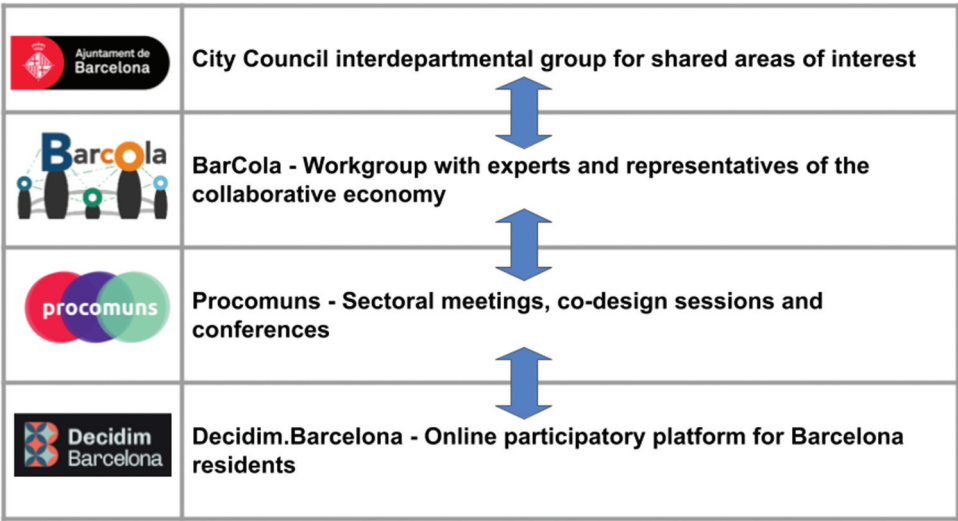 Ajuntament de
Barcelona
City Council interdepartmental group for shared areas of interest
Barcola
BarCola - Workgroup with experts and representatives of the
collaborative economy
procomuns
Procomuns - Sectoral meetings, co-design sessions and
conferences
Decidim
Barcelona
Decidim.Barcelona - Online participatory platform for Barcelona
residents